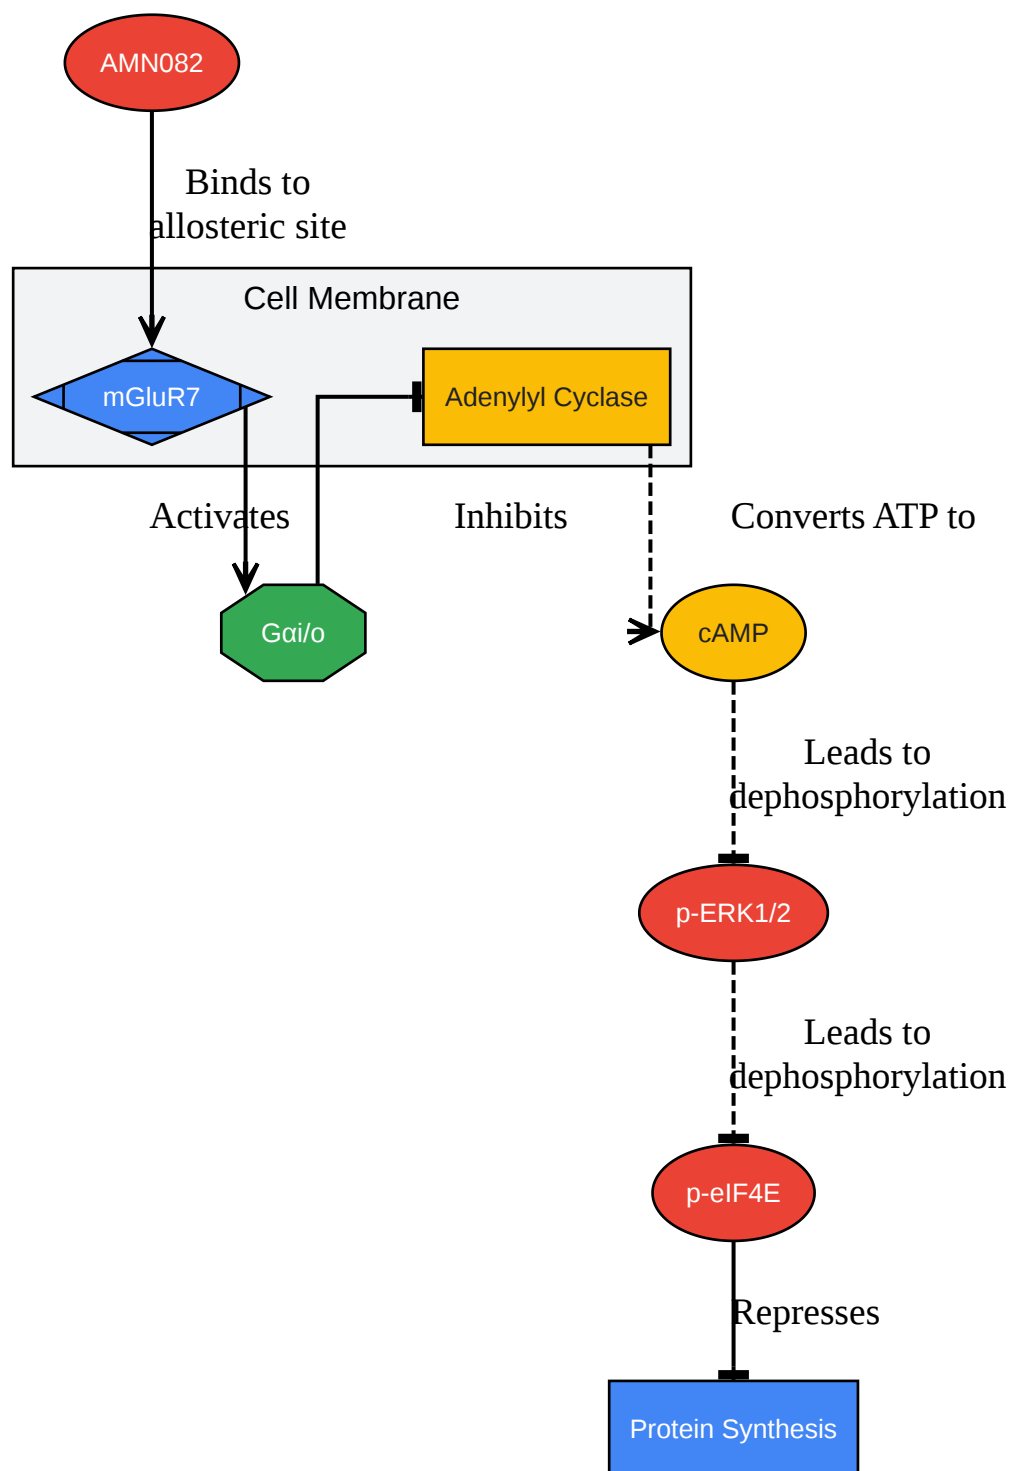 AMN082
Binds to
allosteric site
Cell Membrane
mGluR7
Adenylyl Cyclase
Activates
Inhibits
Converts ATP to
Gαi/o
cAMP
Leads to
dephosphorylation
p-ERK1/2
Leads to
dephosphorylation
p-eIF4E
Represses
Protein Synthesis